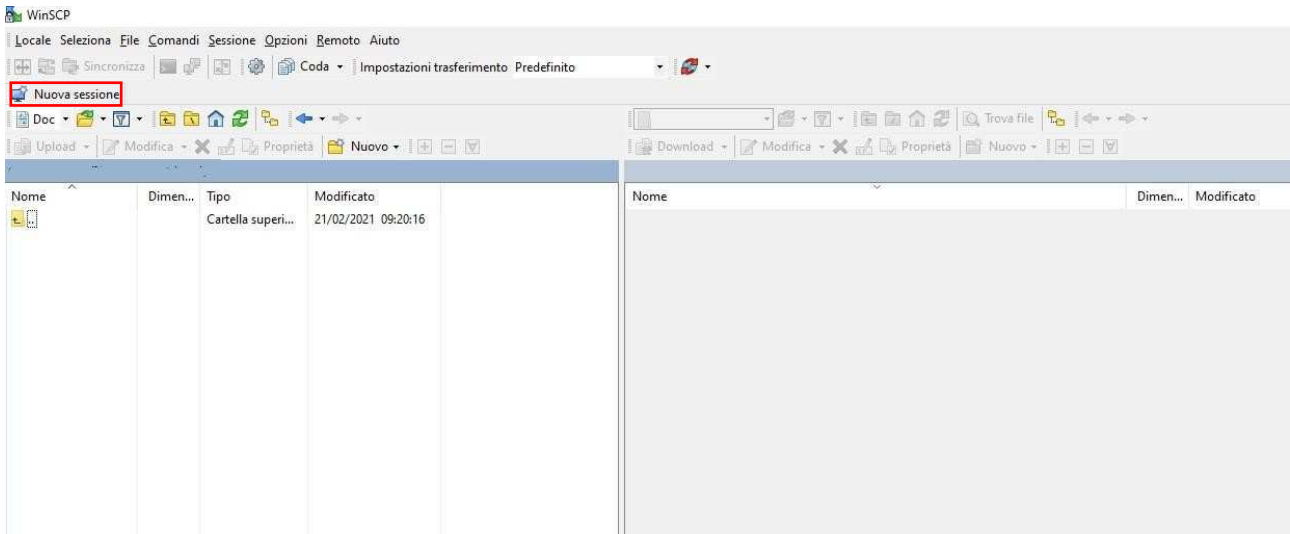 WinSCP
Locale Seleziona File Comandi Sessione Opzioni Remoto Aiuto
Sincronizza Coda Impostazioni trasferimento Predefinito
Nuova sessione
Doc Trova file
Upload Modifica Proprietà Nuovo Download Modifica Proprietà Nuovo
Nome Dimen... Tipo Modificato Nome Dimen... Modificato
.. Cartella superi... 21/02/2021 09:20:16